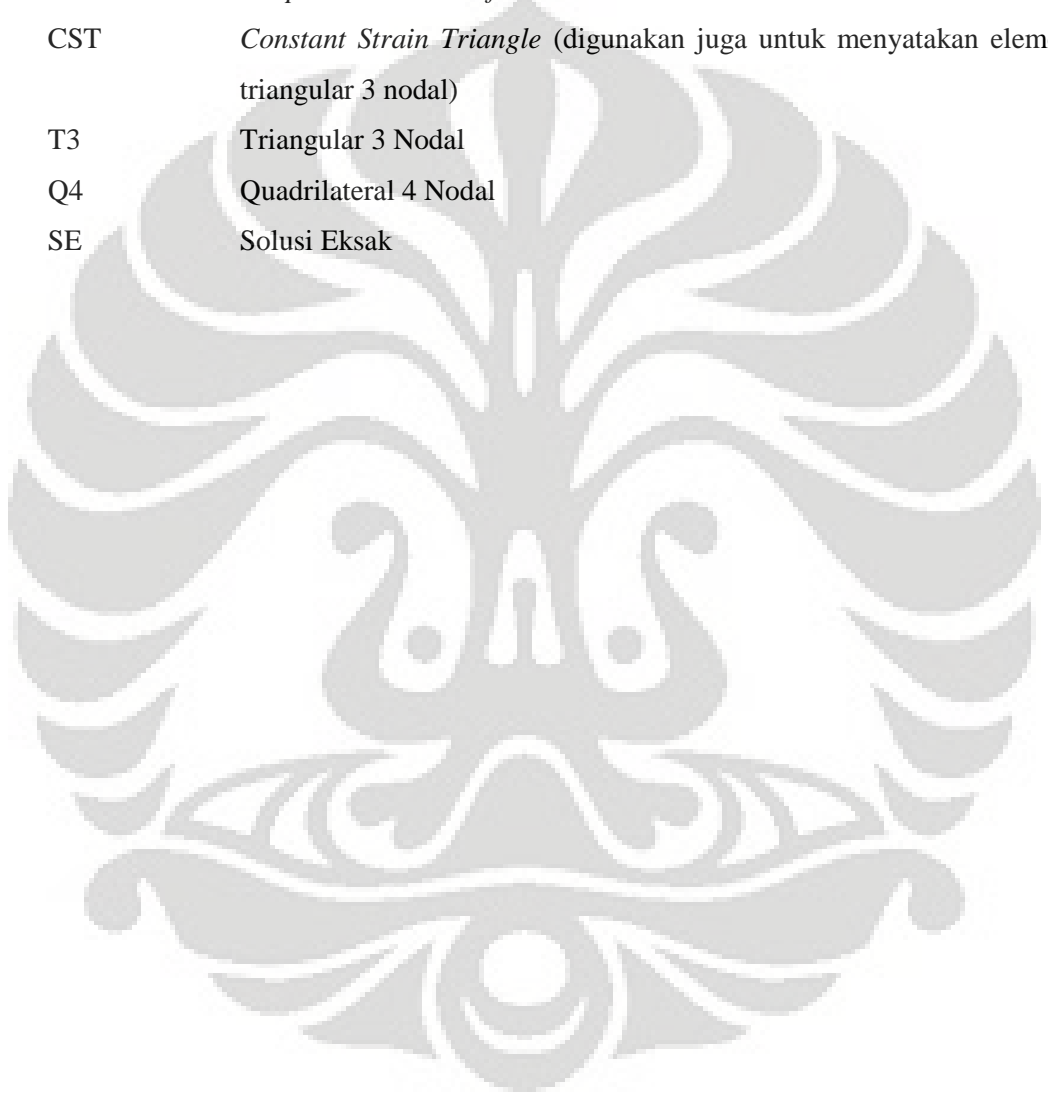 CST Constant Strain Triangle (digunakan juga untuk menyatakan elem
triangular 3 nodal)
T3 Triangular 3 Nodal
Q4 Quadrilateral 4 Nodal
SE Solusi Eksak